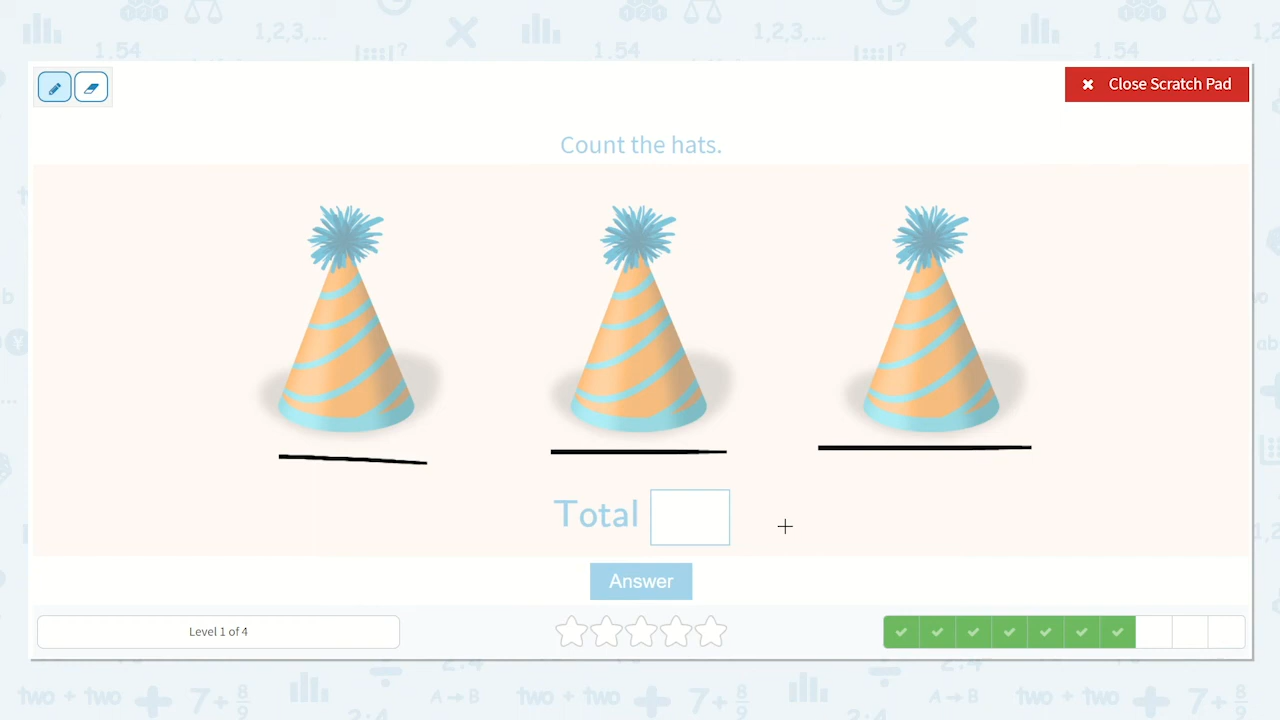 Close Scratch Pad
Count the hats.
Total
Answer
Level 1 of 4